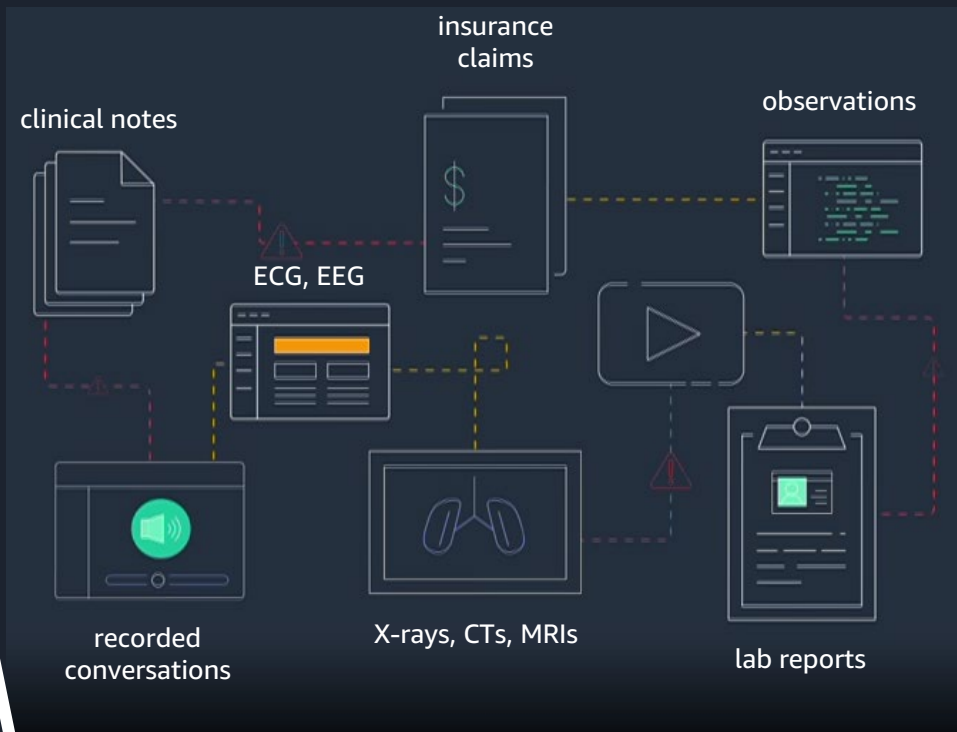 insurance
claims
clinical notes
observations
ECG, EEG
recorded
conversations
X-rays, CTs, MRIs
lab reports
$